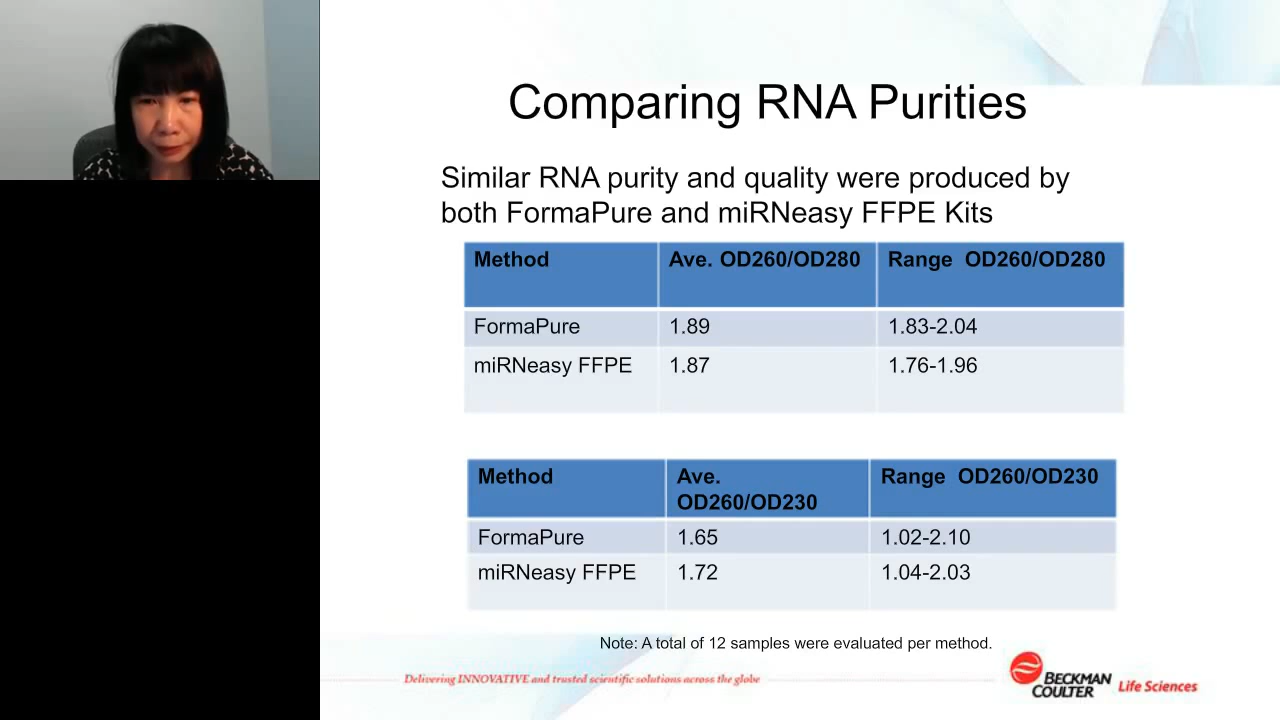 Comparing RNA Purities
Similar RNA purity and quality were produced by
both FormaPure and miRNeasy FFPE Kits
Method Ave. OD260/OD280 Range OD260/OD280
FormaPure 1.89 1.83-2.04
miRNeasy FFPE 1.87 1.76-1.96
Method Ave. OD260/OD230 Range OD260/OD230
FormaPure 1.65 1.02-2.10
miRNeasy FFPE 1.72 1.04-2.03
Note: A total of 12 samples were evaluated per method.
Delivering INNOVATIVE and trusted scientific solutions across the globe
BECKMAN
COULTER Life Sciences